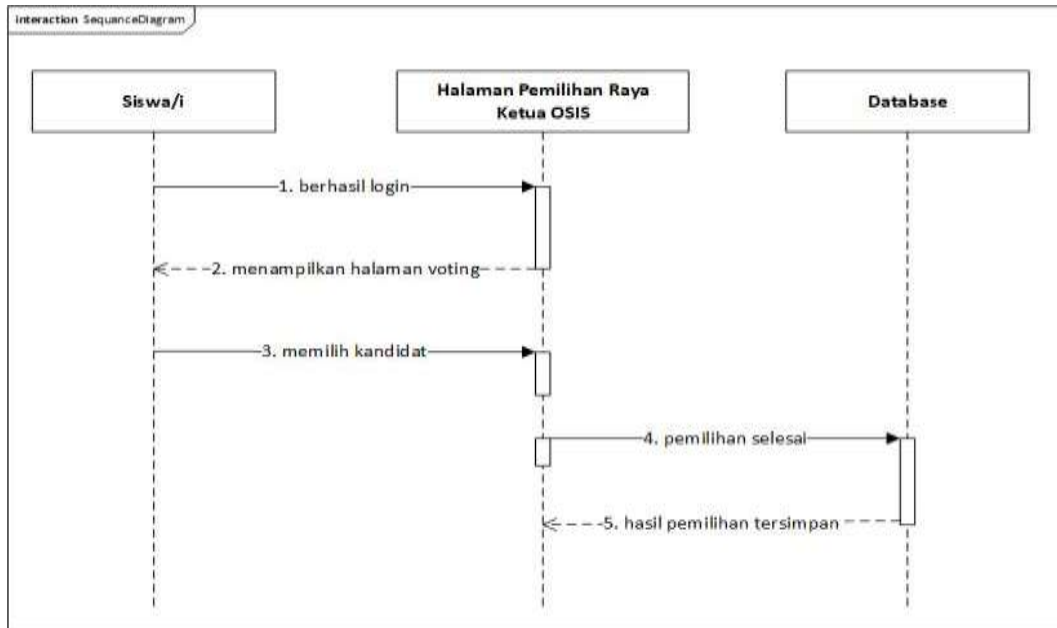 interaction SequanceDiagram
Siswa/i
Halaman Pemilihan Raya
Ketua OSIS
Database
1. berhasil login
2. menampilkan halaman voting
3. memilih kandidat
4. pemilihan selesai
5. hasil pemilihan tersimpan